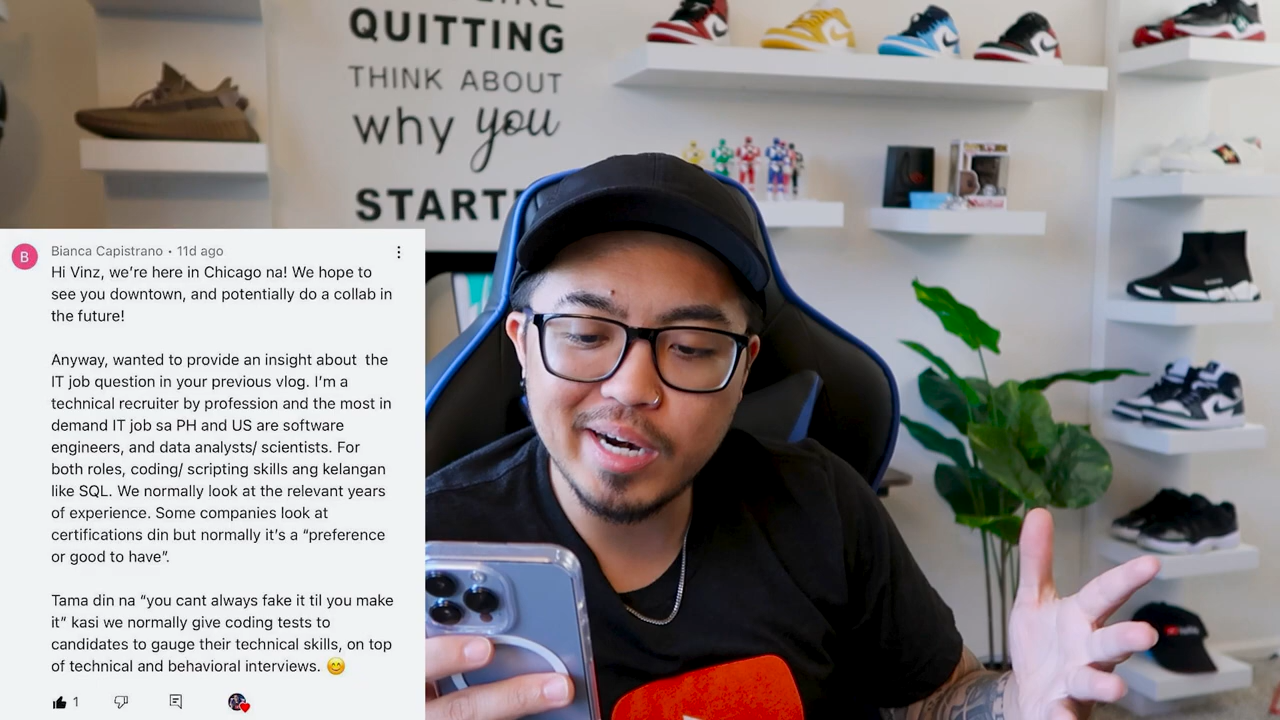 QUITTING
THINK ABOUT
why you
Bianca Capistrano • 11d ago
B
Hi Vinz, we’re here in Chicago na! We hope to
see you downtown, and potentially do a collab in
the future!
Anyway, wanted to provide an insight about  the
IT job question in your previous vlog. I’m a
technical recruiter by profession and the most in
demand IT job sa PH and US are software
engineers, and data analysts/ scientists. For
both roles, coding/ scripting skills ang kelangan
like SQL. We normally look at the relevant years
of experience. Some companies look at
certifications din but normally it’s a “preference
or good to have”.
Tama din na “you cant always fake it til you make
it” kasi we normally give coding tests to
candidates to gauge their technical skills, on top
of technical and behavioral interviews. 😊
1